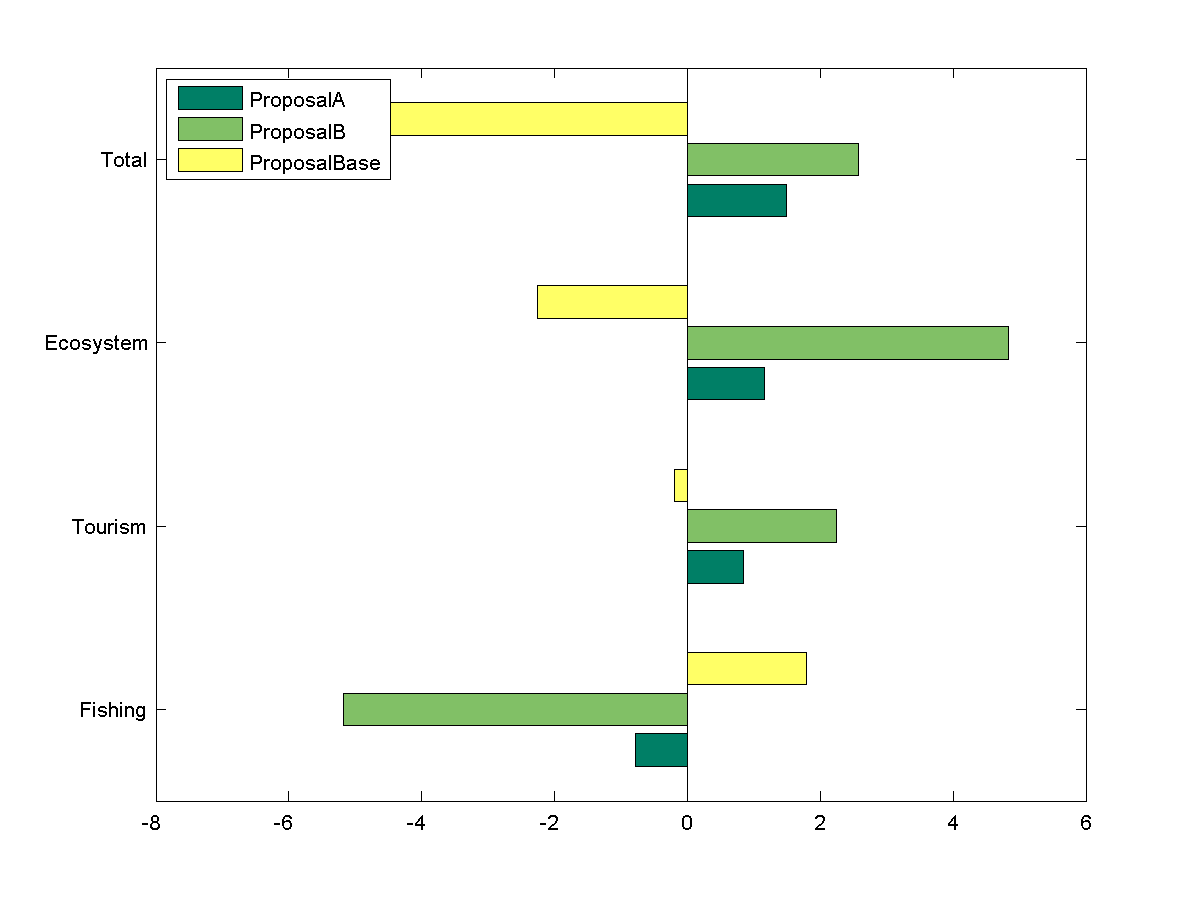 ProposalA
ProposalB
ProposalBase
Total
Ecosystem
Tourism
Fishing
-8 -6 -4 -2 0 2 4 6